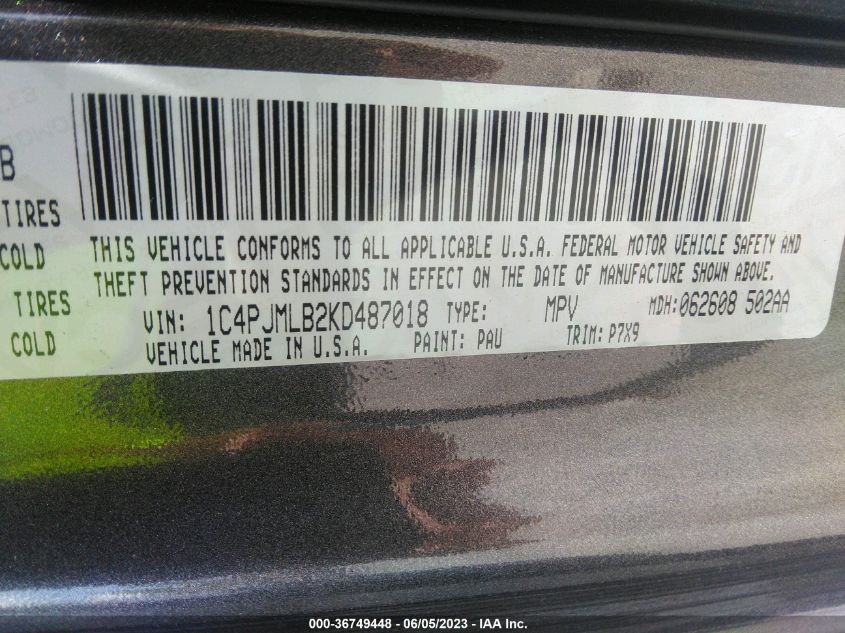 B
TIRES
COLD
TIRES
COLD
THIS VEHICLE CONFORMS TO ALL APPLICABLE U.S.A. FEDERAL MOTOR VEHICLE SAFETY AND
THEFT PREVENTION STANDARDS IN EFFECT ON THE DATE OF MANUFACTURE SHOWN ABOVE.
VIN: 1C4PJMLB2KD487018 TYPE: MPV MDH:062608 502AA
VEHICLE MADE IN U.S.A. PAINT: PAU TRIM: P7X9
000-36749448 - 06/05/2023 - IAA Inc.